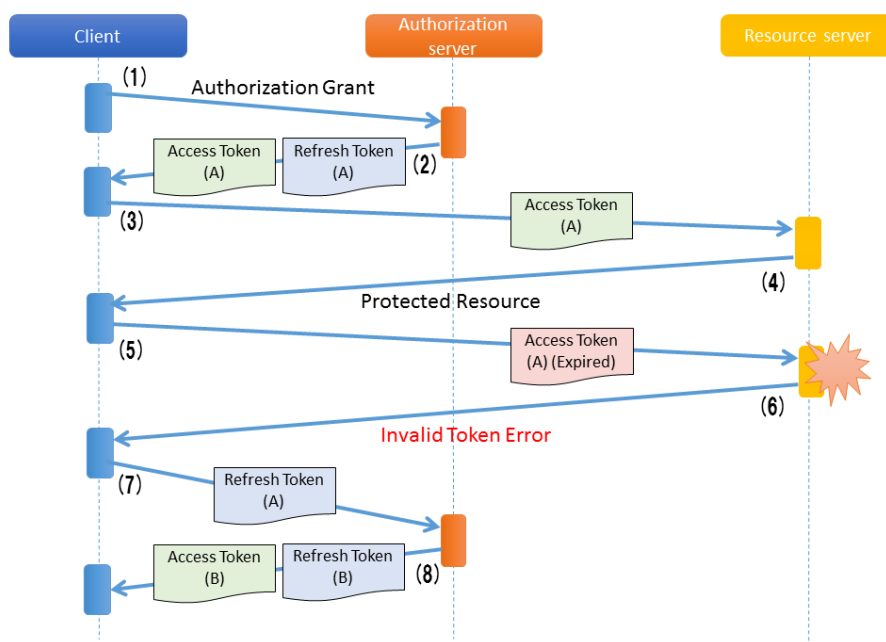 Client
Authorization
server
Resource server
(1)
Authorization Grant
Access Token
(A)
Refresh Token
(A)
(2)
(3)
Access Token
(A)
(4)
Protected Resource
(5)
Access Token
(A) (Expired)
(6)
Invalid Token Error
(7)
Refresh Token
(A)
Access Token
(B)
Refresh Token
(B)
(8)